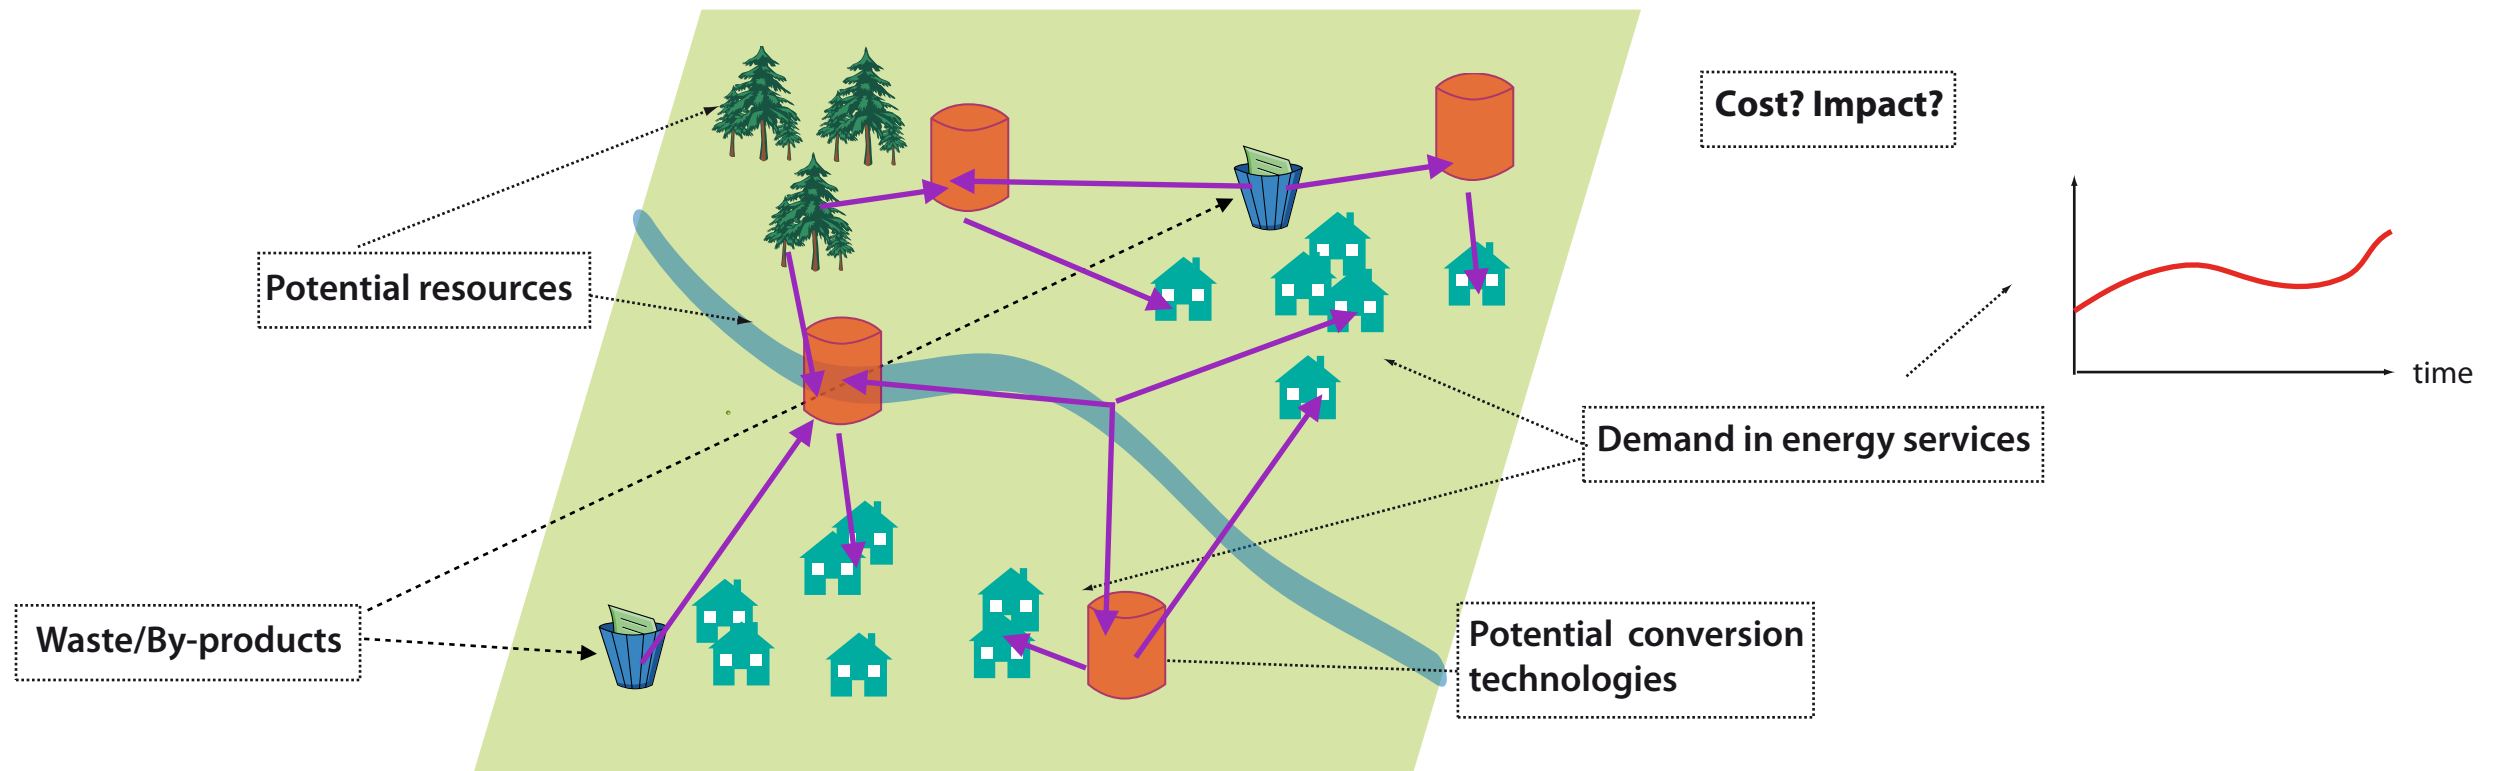 Cost? Impact?
Potential resources
time
Demand in energy services
Waste/By-products
Potential conversion
technologies